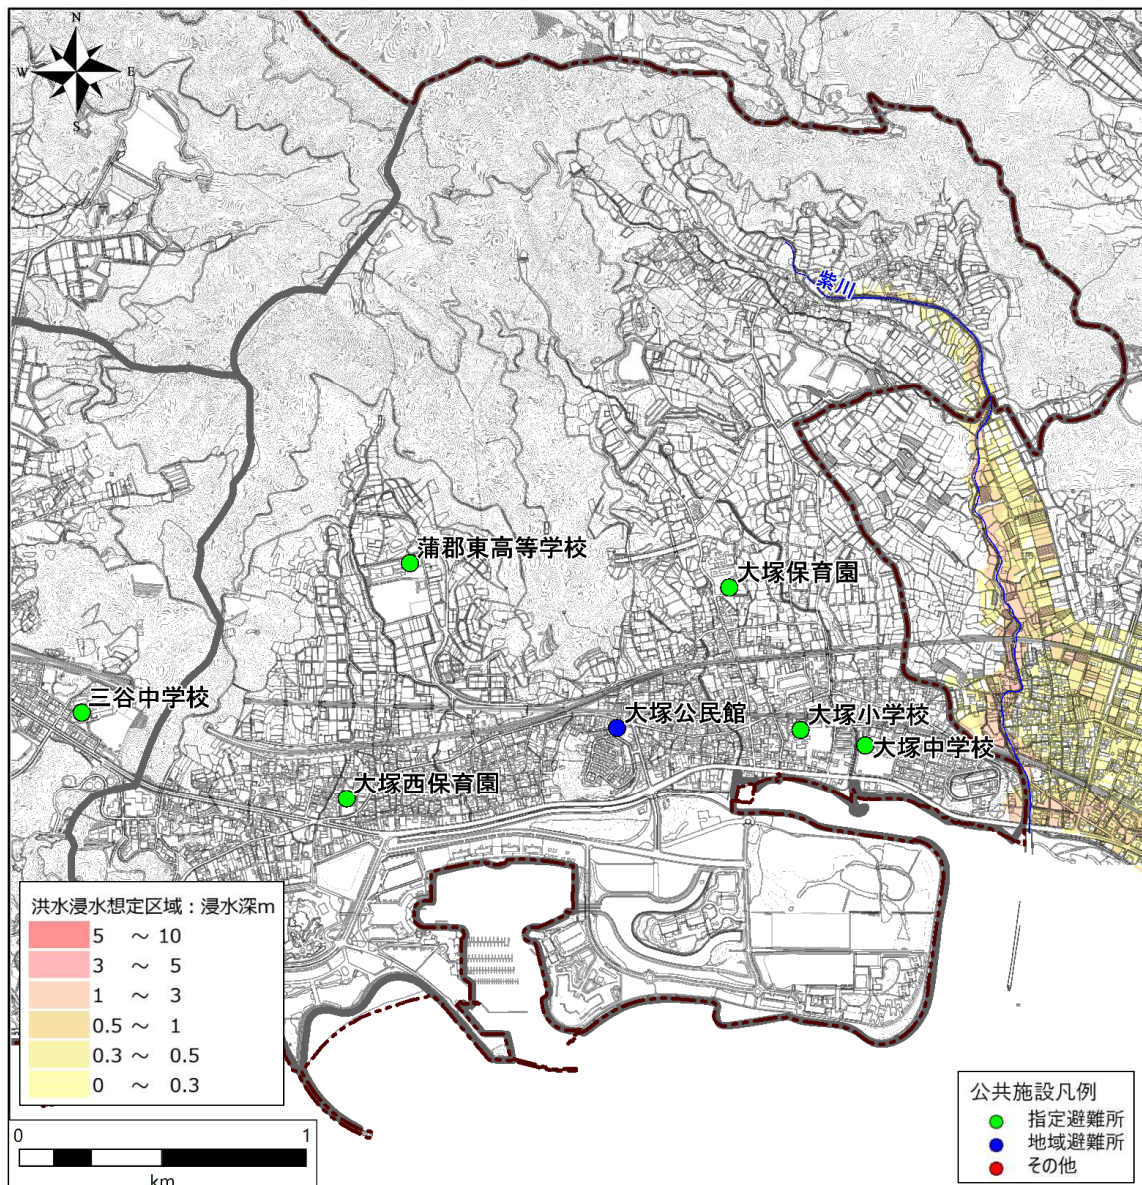 N
W
E
S
紫川
蒲郡東高等学校
大塚保育園
三谷中学校
大塚公民館
大塚小学校
大塚中学校
大塚西保育園
洪水浸水想定区域：浸水深m
5 ～ 10
3 ～ 5
1 ～ 3
0.5 ～ 1
0.3 ～ 0.5
0 ～ 0.3
0 1
km
公共施設凡例
指定避難所
地域避難所
その他